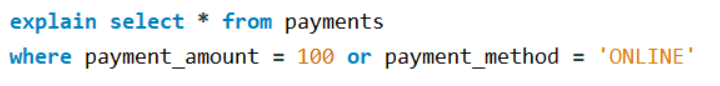 explain select * from payments
where payment_amount = 100 or payment_method = 'ONLINE'